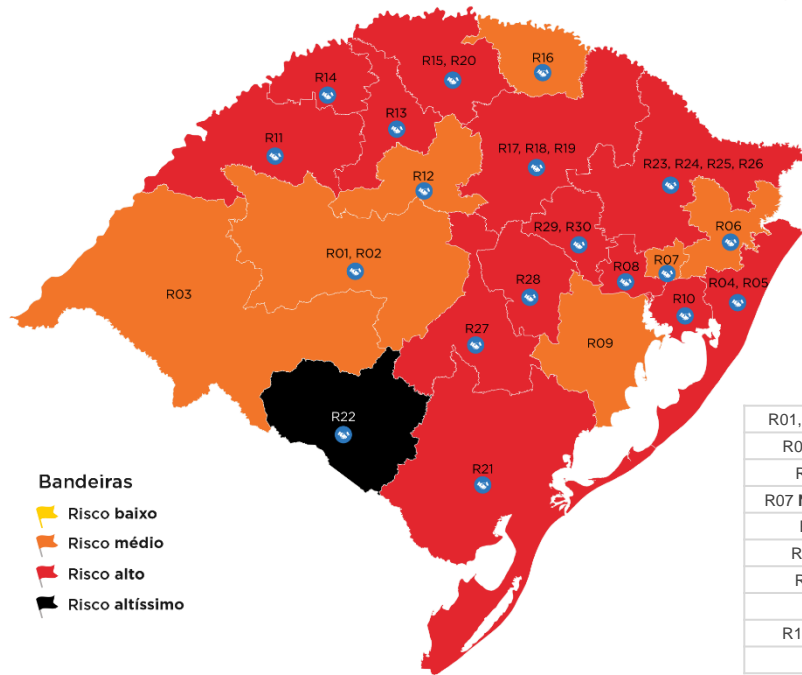 R16
R15, R20
R14
R13
R11
R17, R18, R19
R23, R24, R25, R26
R12
R29, R30
R06
R01, R02
R07
R08
R28
R04, R05
R03
R10
R27
R09
R22
R21
Bandeiras
Risco baixo
Risco médio
Risco alto
Risco altíssimo
R01,
R07